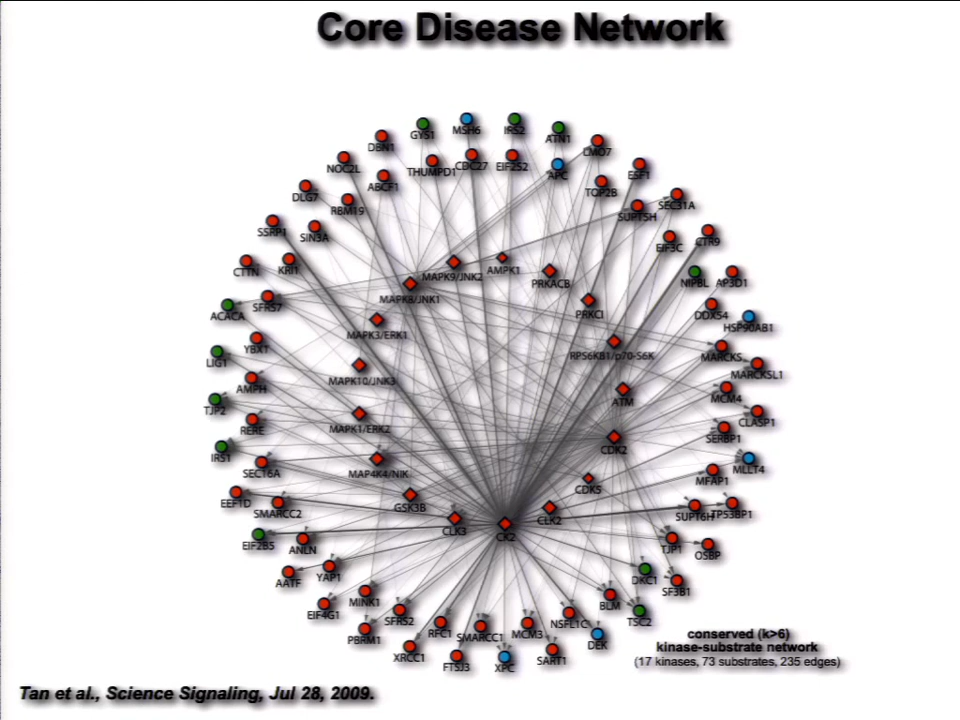 Core Disease Network
GYS1
MSH6
IRS2
ATN1
DBN1
LMO7
NOC2L
THUMPD1
CDC27
EIF2S2
APC
ESF1
ABCF1
TOP2B
DLG7
RBM19
SEC31A
SUPT5H
SSRP1
SIN3A
EIF3C
CTR9
CTTN
KRI1
MAPK9/JNK2
AMPK1
PRKACB
NIPBL
AP3D1
MAPK8/JNK1
ACACA
SFRS7
PRKCI
DDX54
HSP90AB1
MAPK3/ERK1
LIG1
YBX1
RPS6KB1/p70-S6K
MARCKS
MARCKSL1
MAPK10/JNK3
AMPH
ATM
MCM4
TJP2
RERE
MAPK1/ERK2
CLASP1
SERBP1
IRS1
CDK2
SEC16A
MAP4K4/NIK
MLLT4
MFAP1
EEF1D
SMARCC2
GSK3B
CDK5
SUPT6H
TP53BP1
EIF2B5
ANLN
CLK3
CK2
CLK2
TJP1
OSBP
AATF
YAP1
DKC1
SF3B1
EIF4G1
MINK1
BLM
TSC2
PBRM1
SFRS2
RFC1
SMARCC1
MCM3
NSFL1C
DEK
XRCC1
FTSJ3
XPC
SART1
conserved (k>6)
kinase-substrate network
(17 kinases, 73 substrates, 235 edges)
Tan et al., Science Signaling, Jul 28, 2009.